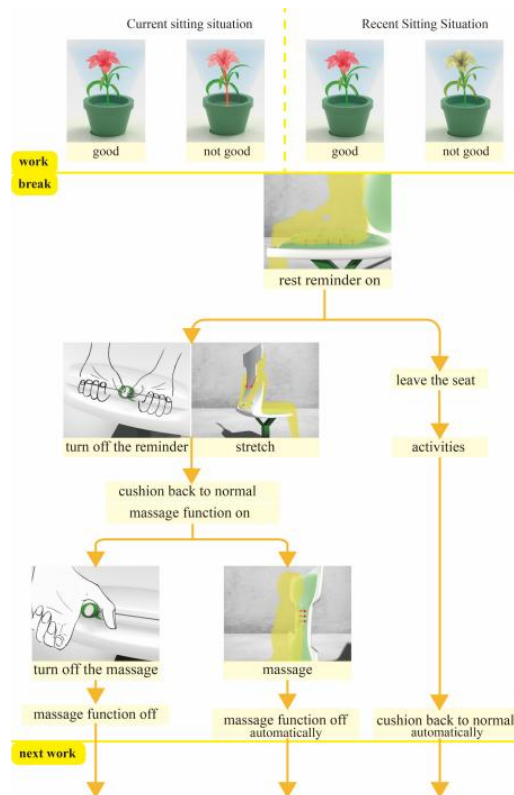 Current sitting situation
Recent Sitting Situation
good
not good
good
not good
work
break
rest reminder on
turn off the reminder
stretch
leave the seat
activities
cushion back to normal
massage function on
turn off the massage
massage
massage function off
massage function off
automatically
cushion back to normal
automatically
next work